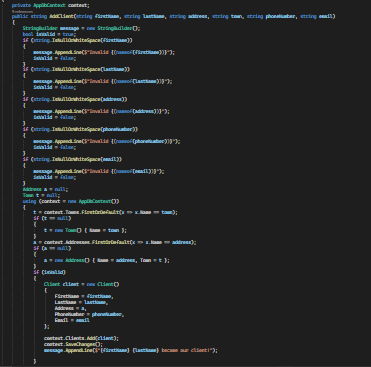 private AppDbContext context;
public string AddClient(string firstName, string lastName, string address, string town, string phoneNumber, string email)
{
StringBuilder message = new StringBuilder();
bool isValid = true;
if (string.IsNullOrWhiteSpace(firstName))
{
message.AppendLine($"Invalid {(nameof(firstName))}");
isValid = false;
}
if (string.IsNullOrWhiteSpace(lastName))
{
message.AppendLine($"Invalid {(nameof(lastName))}");
isValid = false;
}
if (string.IsNullOrWhiteSpace(address))
{
message.AppendLine($"Invalid {(nameof(address))}");
isValid = false;
}
if (string.IsNullOrWhiteSpace(phoneNumber))
{
message.AppendLine($"Invalid {(nameof(phoneNumber))}");
isValid = false;
}
if (string.IsNullOrWhiteSpace(email))
{
message.AppendLine($"Invalid {(nameof(email))}");
isValid = false;
}
Address a = null;
Town t = null;
using (context = new AppDbContext())
{
t = context.Towns.FirstOrDefault(x => x.Name == town);
if (t == null)
{
t = new Town() { Name = town };
}
a = context.Addresses.FirstOrDefault(x => x.Name == address);
if (a == null)
{
a = new Address() { Name = address, Town = t };
}
if (isValid)
{
Client client = new Client()
{
FirstName = firstName,
LastName = lastName,
Address = a,
PhoneNumber = phoneNumber,
Email = email
};
context.Clients.Add(client);
context.SaveChanges();
message.AppendLine($"{firstName} {lastName} became our client!");
}